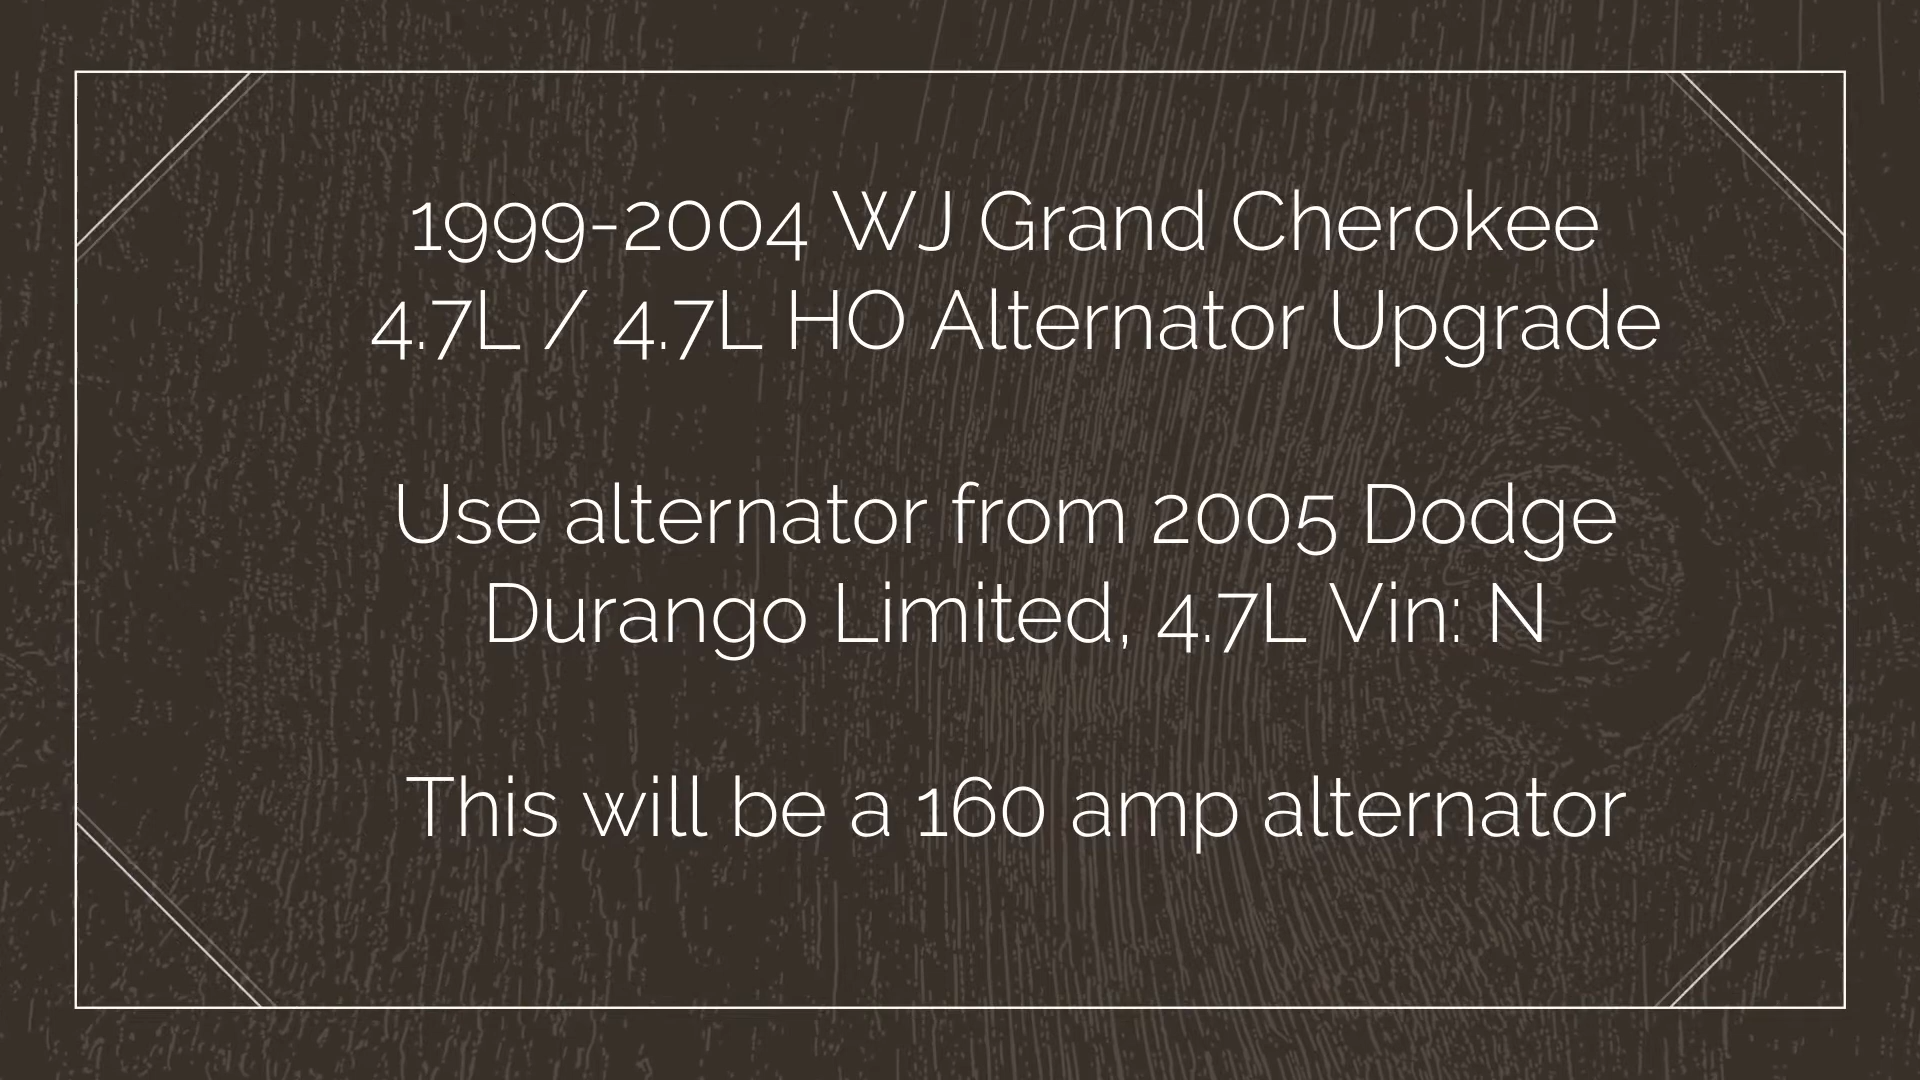 1999-2004 WJ Grand Cherokee
4.7L / 4.7L HO Alternator Upgrade
Use alternator from 2005 Dodge
Durango Limited, 4.7L Vin: N
This will be a 160 amp alternator